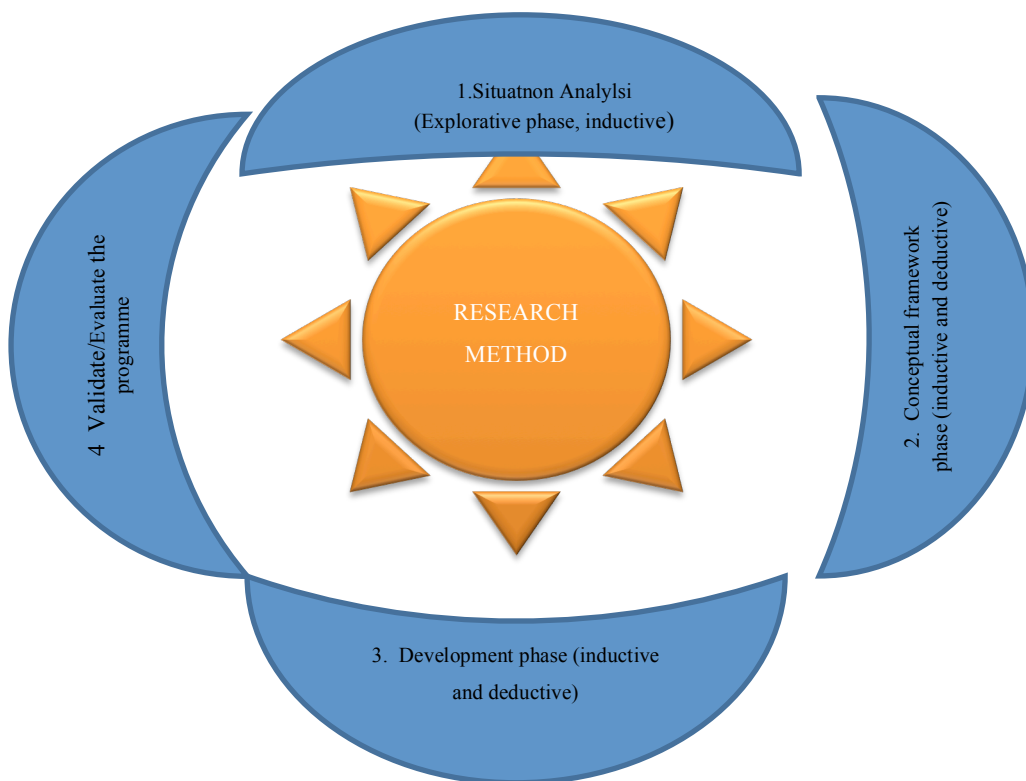 1.Situatnon Analylsi
(Explorative phase, inductive)
2. Conceptual framework
phase (inductive and deductive)
RESEARCH
METHOD
3. Development phase (inductive
and deductive)
4 Validate/Evaluate the
programme